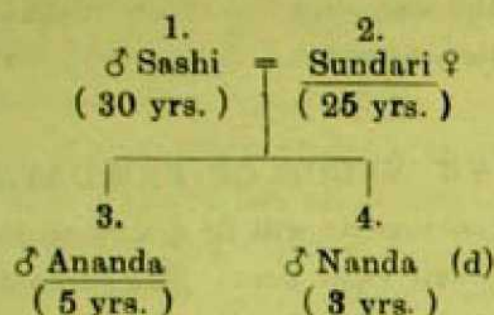 1. 2.
♂ Sashi = Sundari ♀
( 30 yrs. ) ( 25 yrs. )
3. 4.
♂ Ananda ♂ Nanda (d)
( 5 yrs. ) ( 3 yrs. )